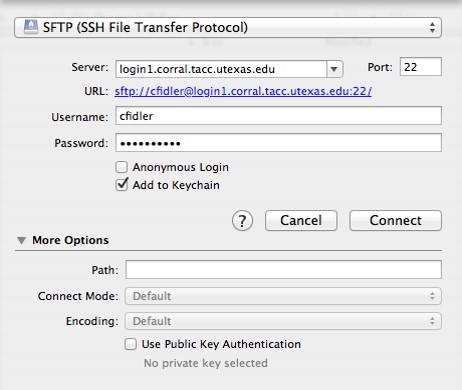 SFTP (SSH File Transfer Protocol)
Server: login1.corral.tacc.utexas.edu Port: 22
URL: sftp://cfidler@login1.corral.tacc.utexas.edu:22/
Username: cfidler
Password: ••••••••••
Anonymous Login
Add to Keychain
? Cancel Connect
More Options
Path:
Connect Mode: Default
Encoding: Default
Use Public Key Authentication
No private key selected